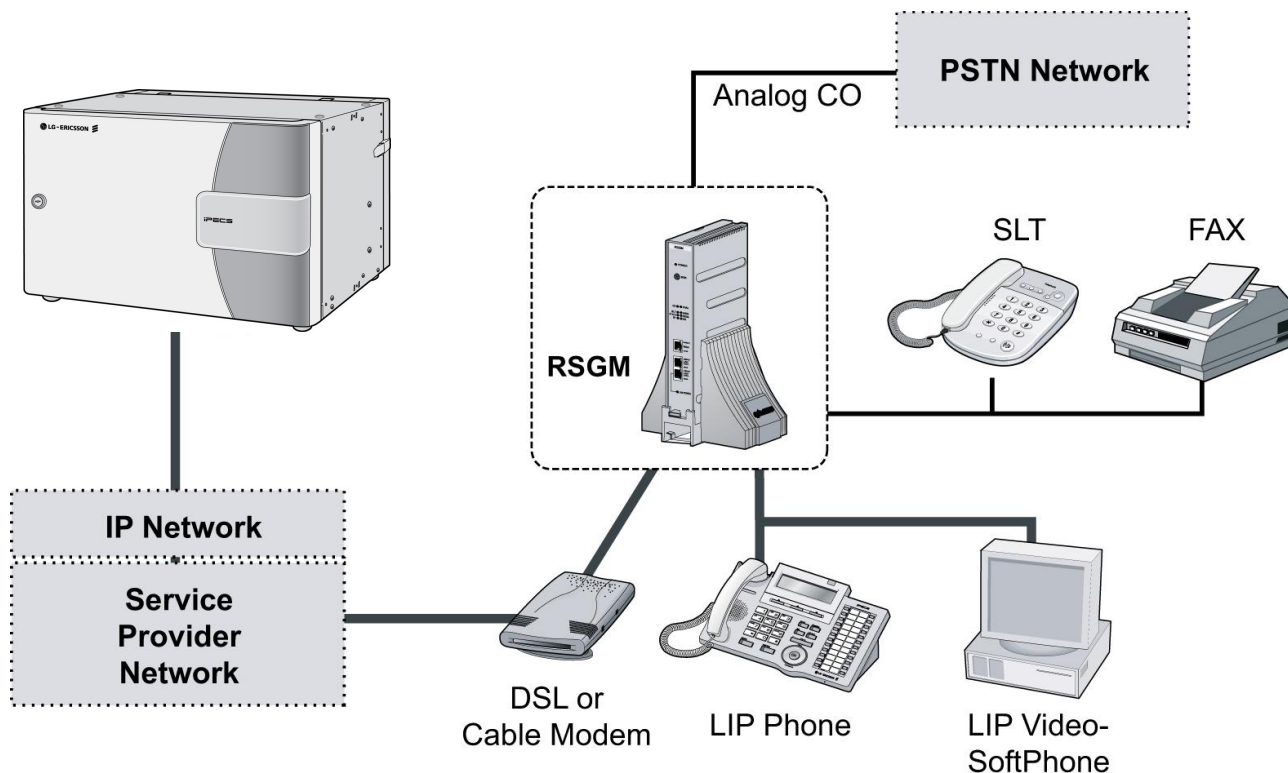 PSTN Network
Analog CO
LG-ERICSSON
iPECS
SLT
FAX
RSGM
IP Network
Service
Provider
Network
DSL or
Cable Modem
LIP Phone
LIP Video-
SoftPhone